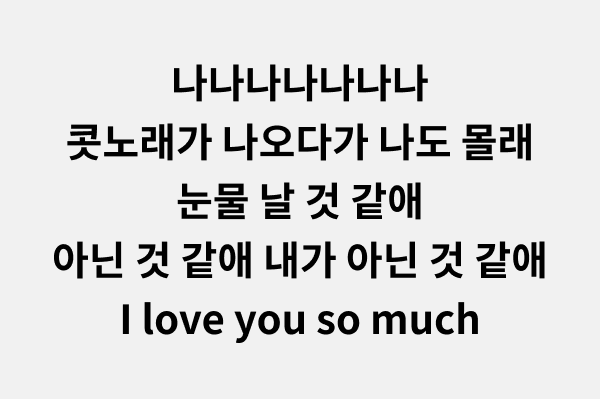 나나나나나나나
콧노래가 나오다가 나도 몰래
눈물 날 것 같애
아닌 것 같애 내가 아닌 것 같애
I love you so much